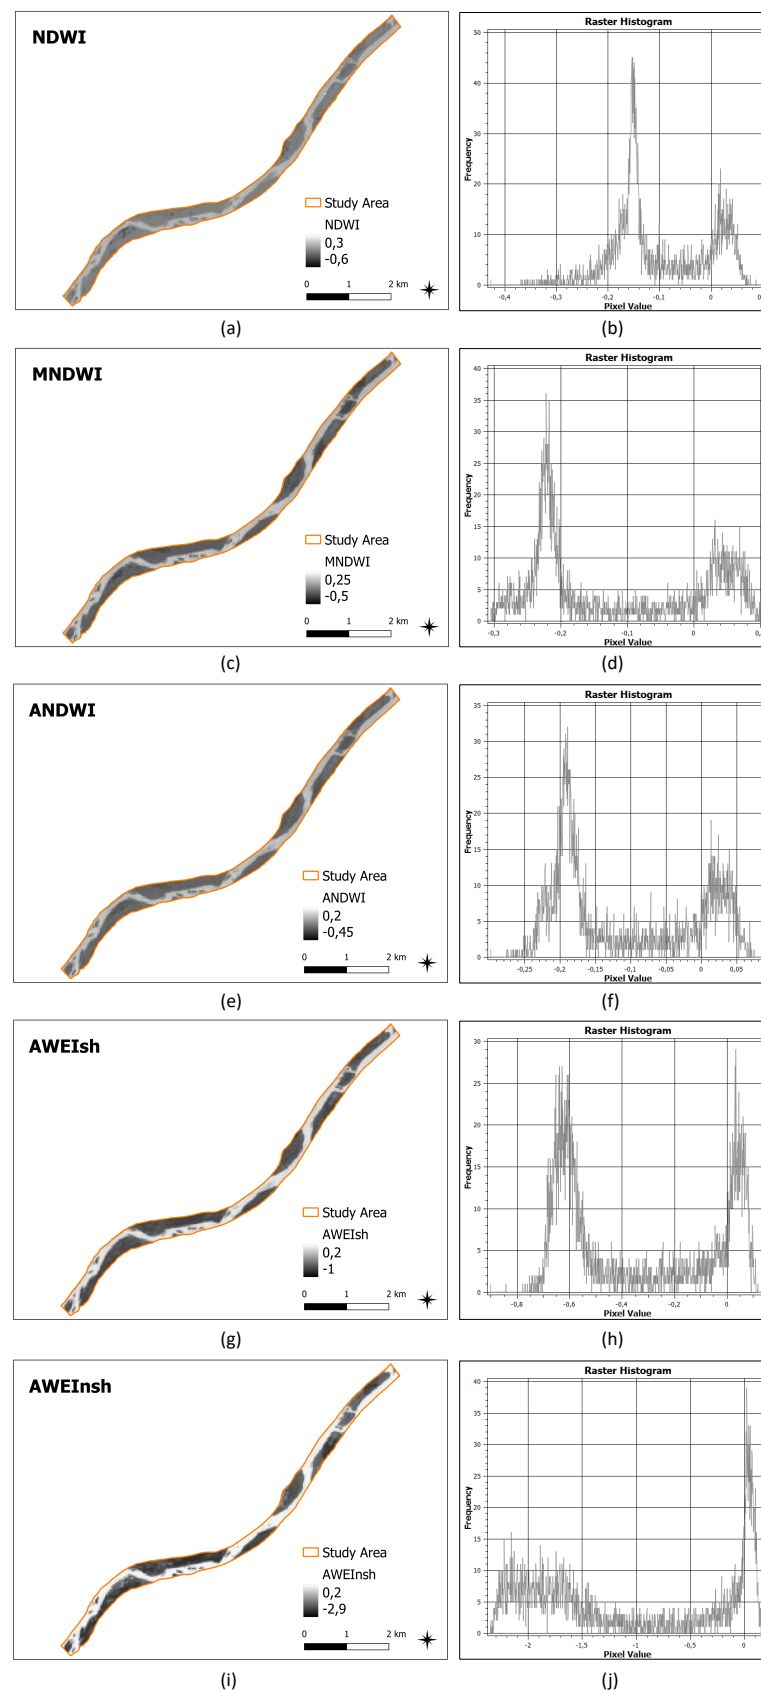 NDWI
Study Area
NDWI
0,3
-0,6
0 1 2 km
(a)
Raster Histogram
Frequency
50
40
30
20
10
0
-0,4 -0,3 -0,2 -0,1 0
Pixel Value
(b)
MNDWI
Study Area
MNDWI
0,25
-0,5
0 1 2 km
(c)
Raster Histogram
Frequency
40
35
30
25
20
15
10
5
0
-0,3 -0,2 -0,1 0
Pixel Value
(d)
ANDWI
Study Area
ANDWI
0,2
-0,45
0 1 2 km
(e)
Raster Histogram
Frequency
35
30
25
20
15
10
5
0
-0,25 -0,2 -0,15 -0,1 -0,05 0 0,05
Pixel Value
(f)
AWEIsh
Study Area
AWEIsh
0,2
-1
0 1 2 km
(g)
Raster Histogram
Frequency
30
25
20
15
10
5
0
-0,8 -0,6 -0,4 -0,2 0
Pixel Value
(h)
AWEInsh
Study Area
AWEInsh
0,2
-2,9
0 1 2 km
(i)
Raster Histogram
Frequency
40
35
30
25
20
15
10
5
0
-2 -1,5 -1 -0,5 0
Pixel Value
(j)